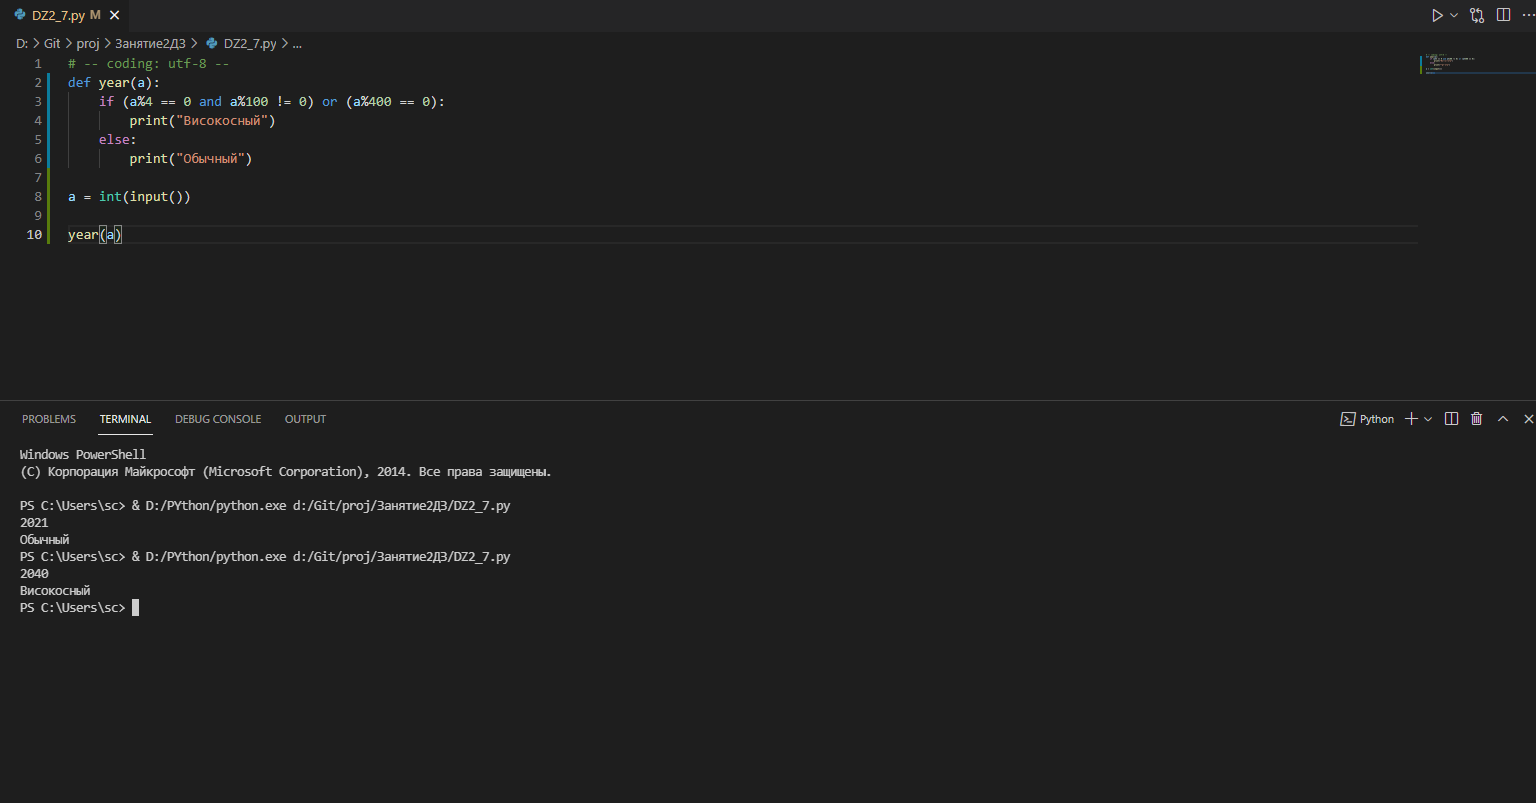 DZ2_7.py M
D: > Git > proj > Занятие2ДЗ > DZ2_7.py > ...
1 # -- coding: utf-8 --
2 def year(a):
3 if (a%4 == 0 and a%100 != 0) or (a%400 == 0):
4 print("Високосный")
5 else:
6 print("Обычный")
7
8 a = int(input())
9
10 year(a)
PROBLEMS TERMINAL DEBUG CONSOLE OUTPUT Python
Windows PowerShell
(C) Корпорация Майкрософт (Microsoft Corporation), 2014. Все права защищены.
PS C:\Users\sc> & D:/PYthon/python.exe d:/Git/proj/Занятие2ДЗ/DZ2_7.py
2021
Обычный
PS C:\Users\sc> & D:/PYthon/python.exe d:/Git/proj/Занятие2ДЗ/DZ2_7.py
2040
Високосный
PS C:\Users\sc>